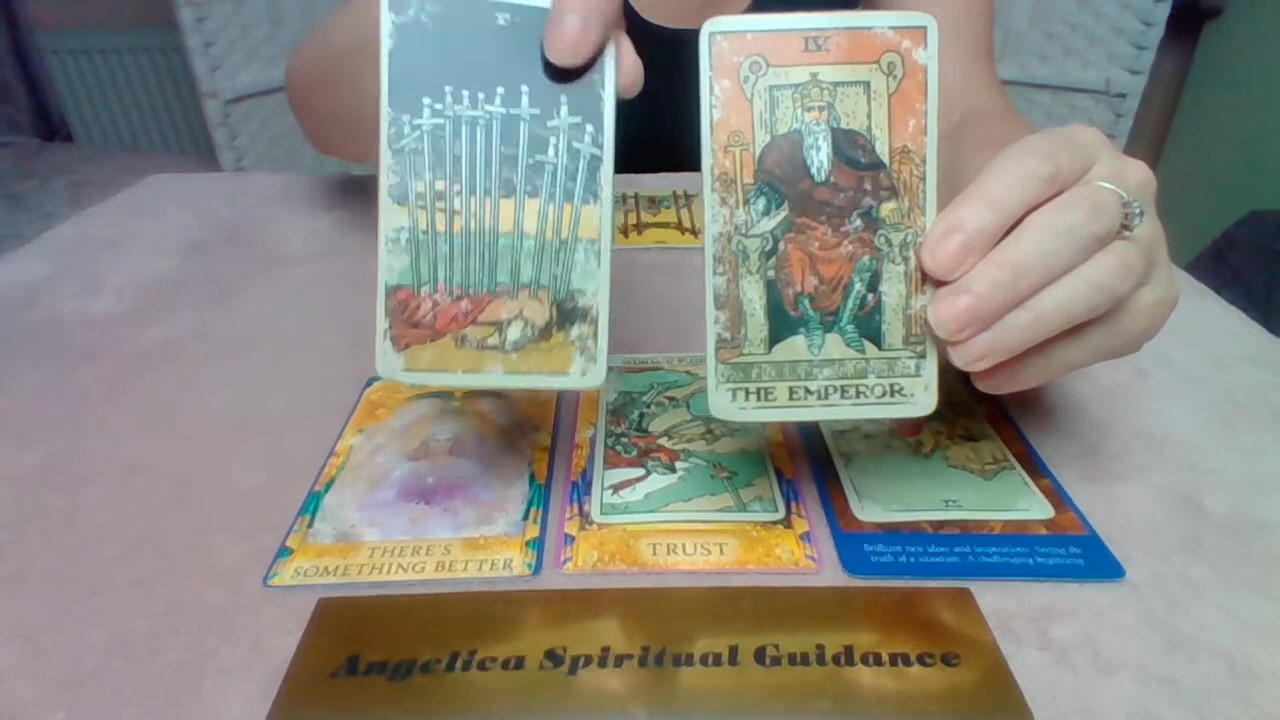 X
IV
THE EMPEROR.
THERE'S
SOMETHING BETTER
TRUST
Brilliant new ideas and inspirations. Seeing the
truth of a situation. A challenging beginning
Angelica Spiritual Guidance